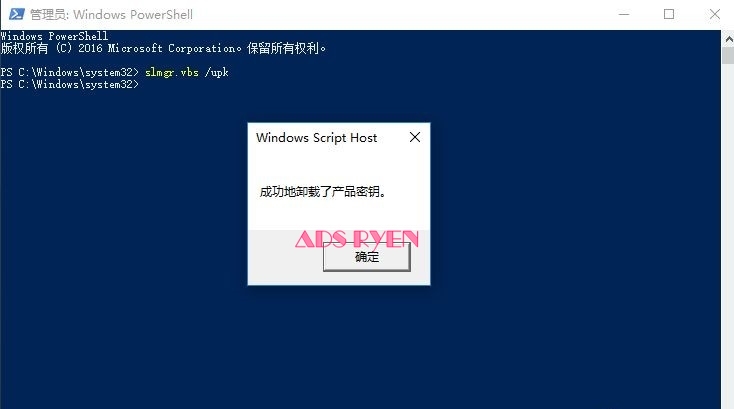 管理员: Windows PowerShell
Windows PowerShell
版权所有 (C) 2016 Microsoft Corporation。保留所有权利。
PS C:\Windows\system32> slmgr.vbs /upk
PS C:\Windows\system32>
Windows Script Host
成功地卸载了产品密钥。
ADS RYEN
确定